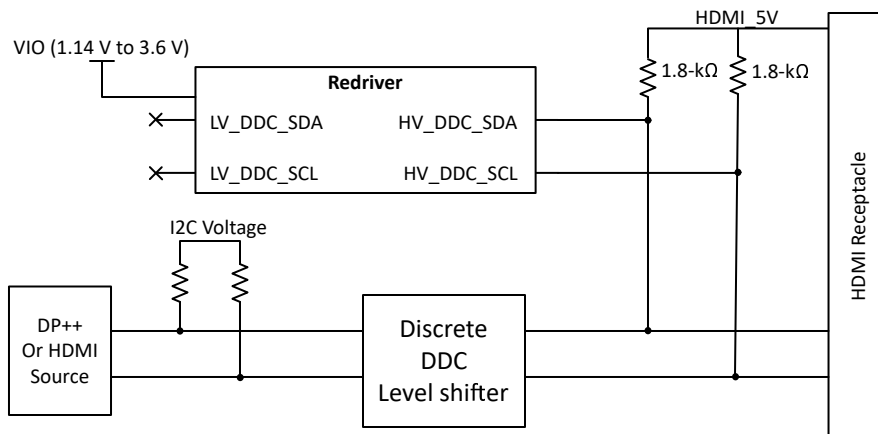 HDMI_5V
VIO (1.14 V to 3.6 V)
1.8-kΩ
1.8-kΩ
Redriver
LV_DDC_SDA
HV_DDC_SDA
LV_DDC_SCL
HV_DDC_SCL
HDMI Receptacle
I2C Voltage
DP++
Or HDMI
Source
Discrete
DDC
Level shifter